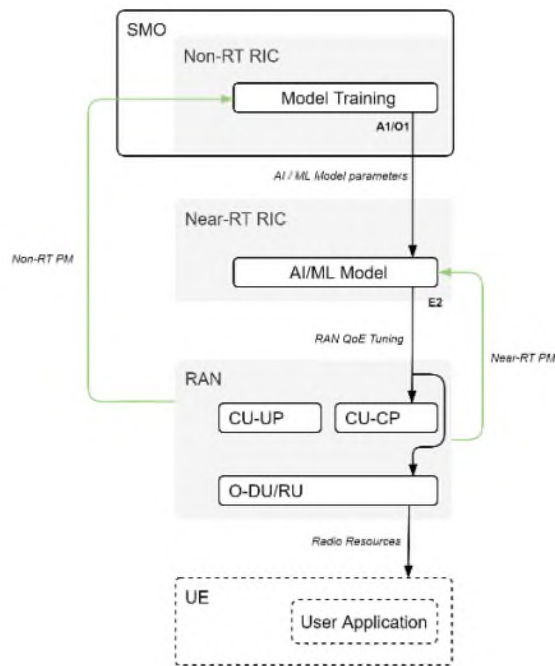 SMO
Non-RT RIC
Model Training
A1/O1
AI / ML Model parameters
Near-RT RIC
Non-RT PM
AI/ML Model
E2
RAN QoE Tuning
Near-RT PM
RAN
CU-UP
CU-CP
O-DU/RU
Radio Resources
UE
User Application